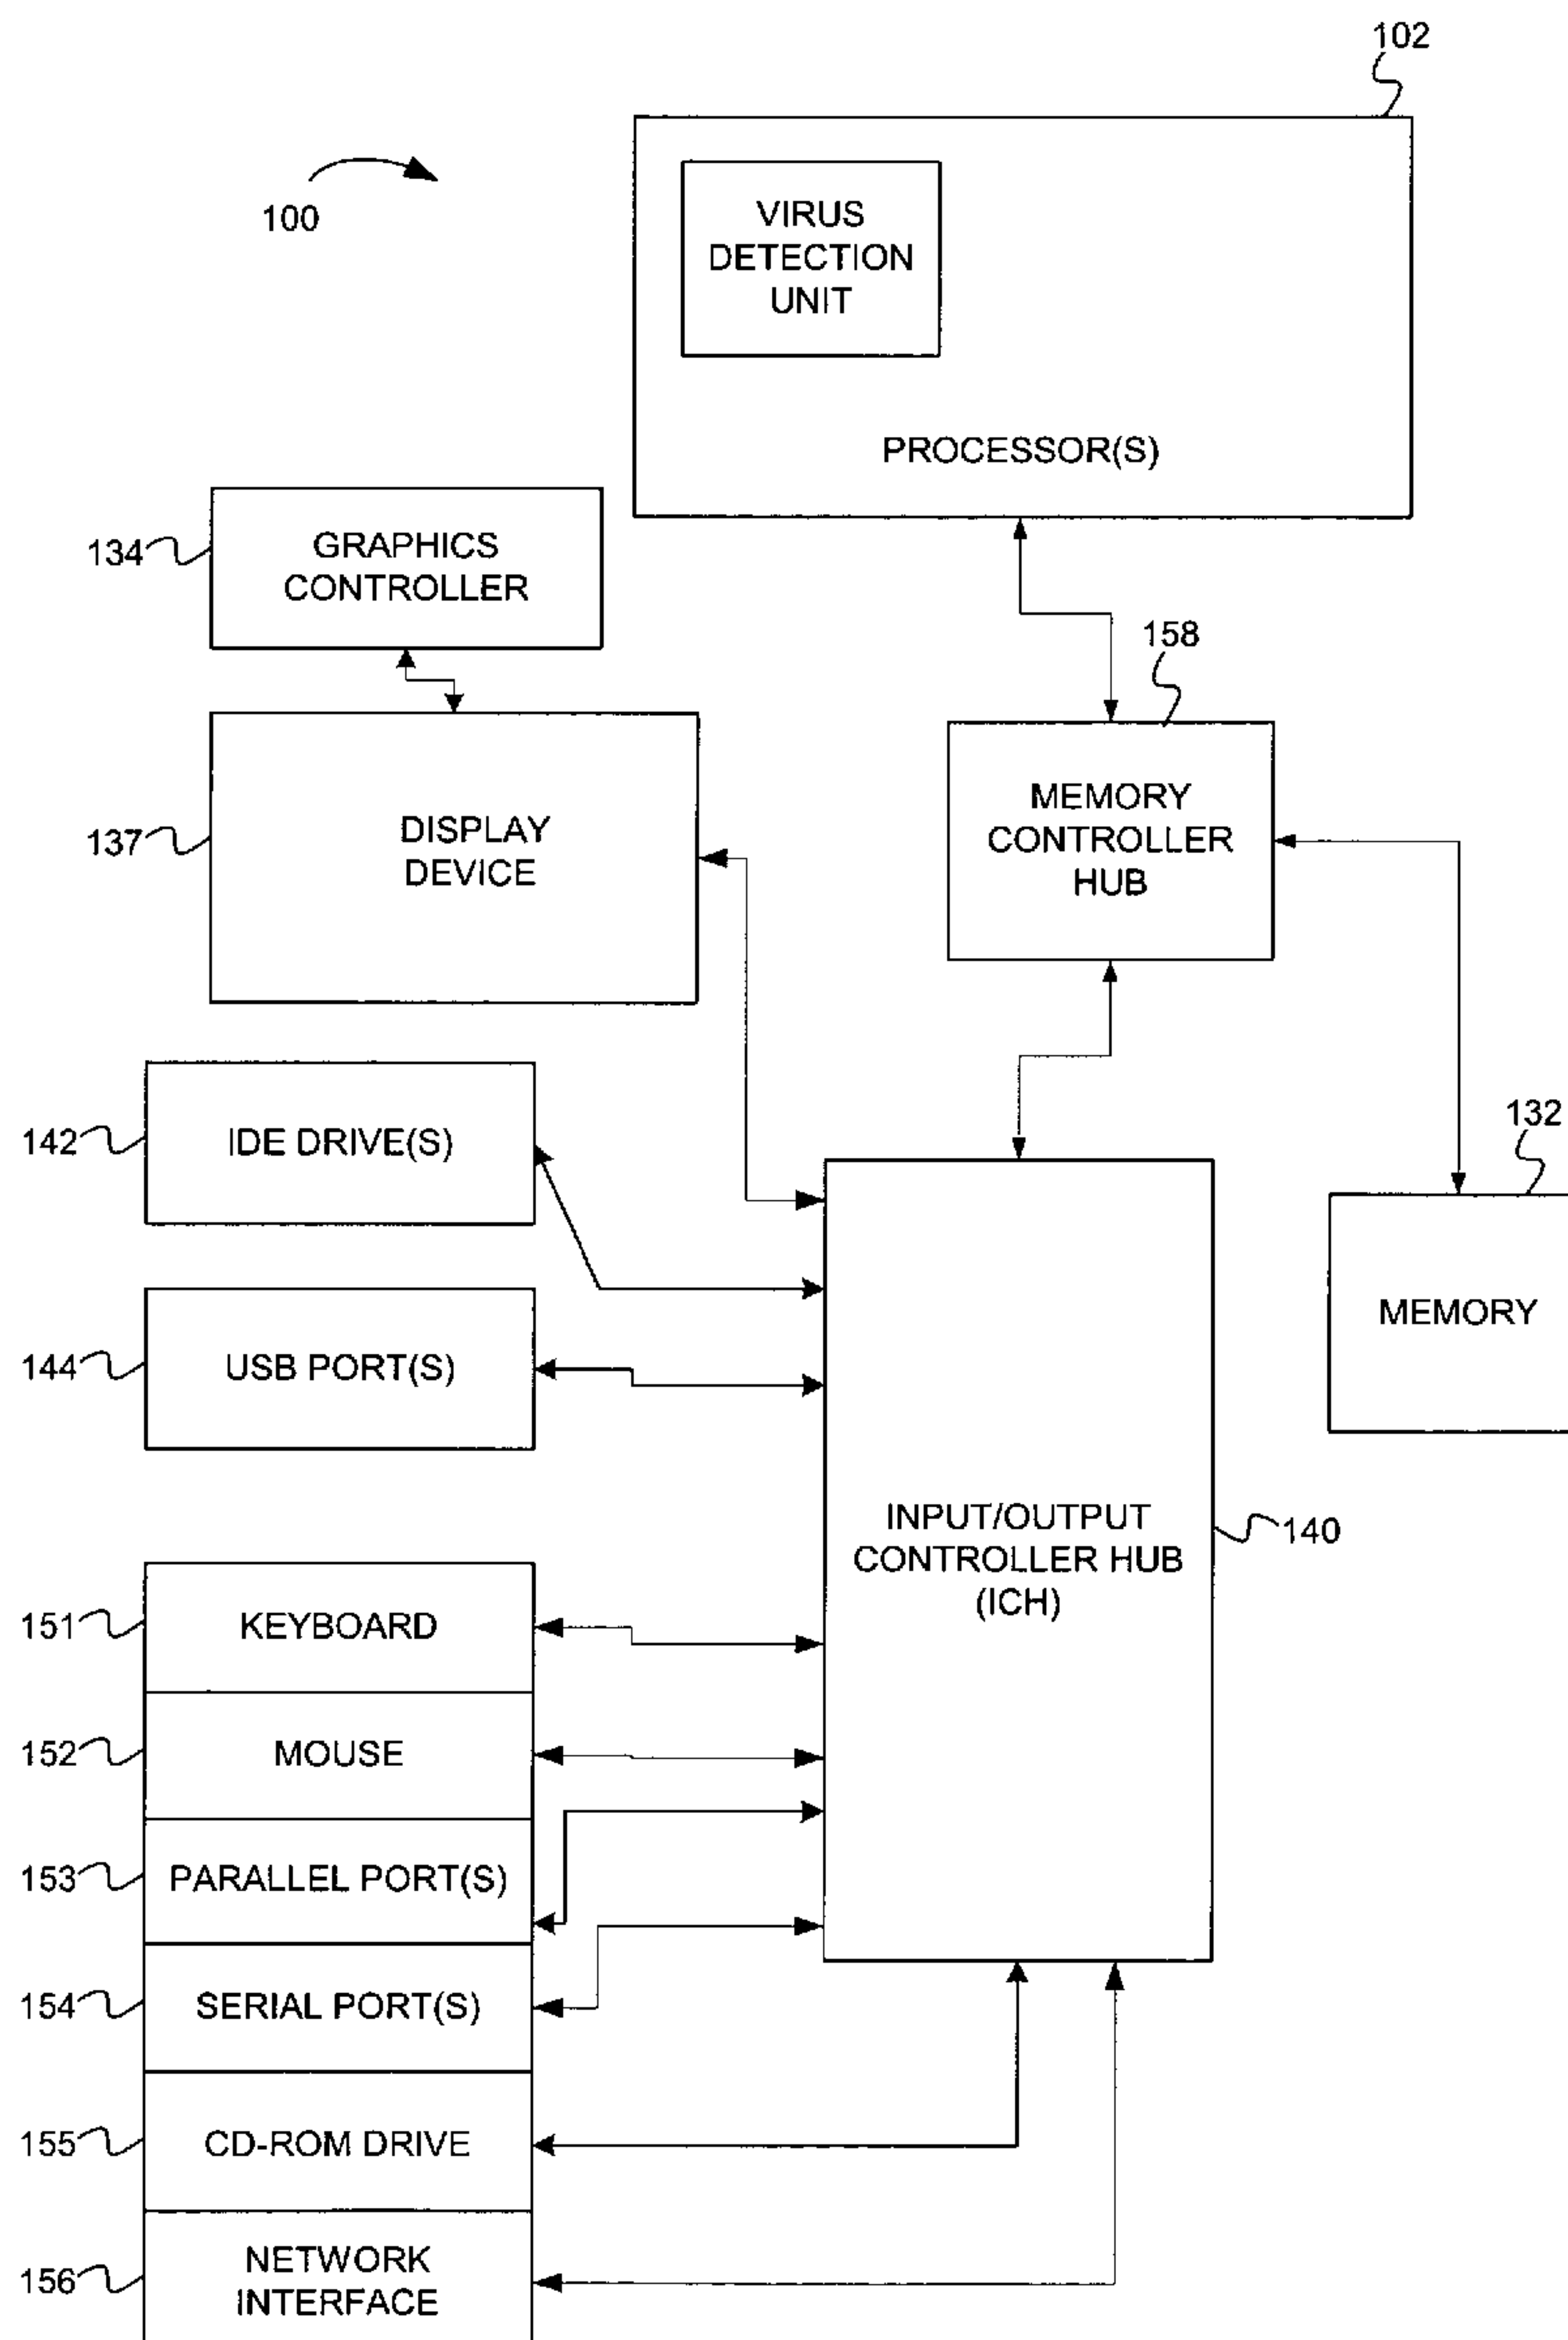 102
100
VIRUS
DETECTION
UNIT
PROCESSOR(S)
134
GRAPHICS
CONTROLLER
158
137
DISPLAY
DEVICE
MEMORY
CONTROLLER
HUB
142
IDE DRIVE(S)
132
144
USB PORT(S)
MEMORY
INPUT/OUTPUT
CONTROLLER HUB
(ICH)
140
151
KEYBOARD
152
MOUSE
153
PARALLEL PORT(S)
154
SERIAL PORT(S)
155
CD-ROM DRIVE
156
NETWORK
INTERFACE